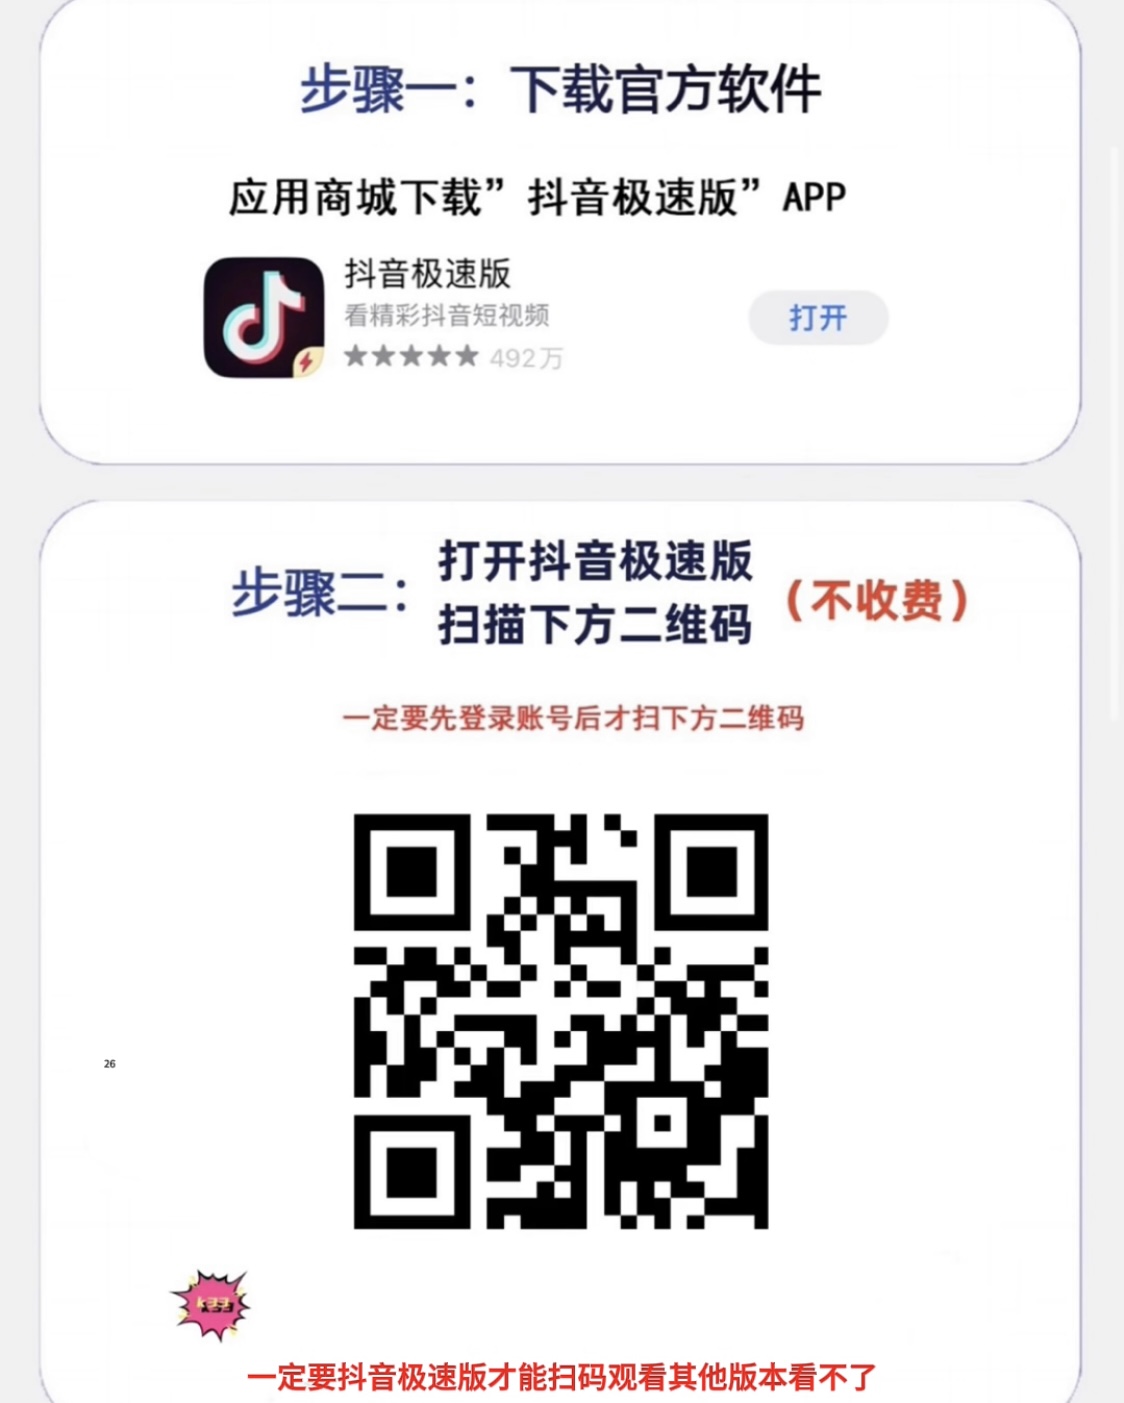 步骤一：下载官方软件
应用商城下载”抖音极速版”APP
抖音极速版
看精彩抖音短视频
492万
打开
步骤二：
打开抖音极速版
扫描下方二维码
（不收费）
一定要先登录账号后才扫下方二维码
26
k33
一定要抖音极速版才能扫码观看其他版本看不了